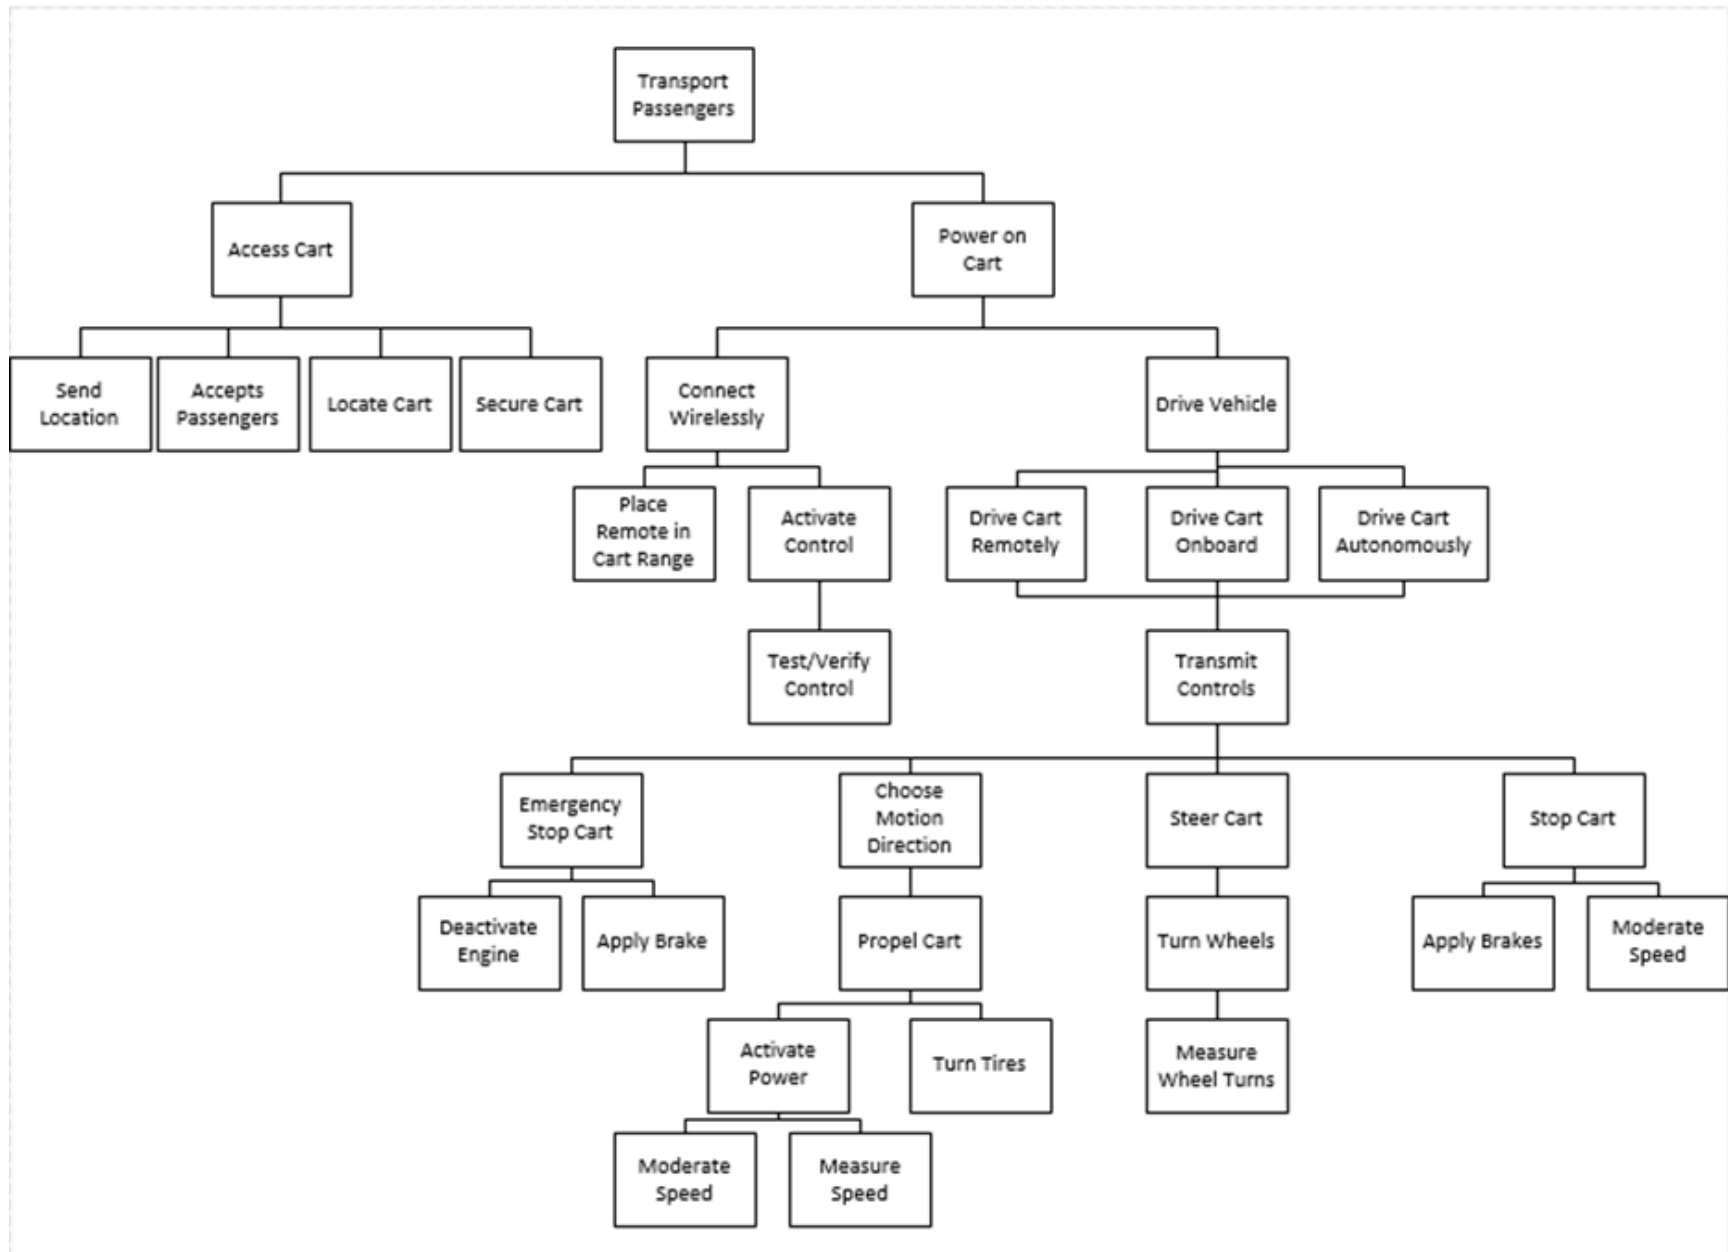 Transport
Passengers
Access Cart
Power on
Cart
Send
Location
Accepts
Passengers
Locate Cart
Secure Cart
Connect
Wirelessly
Drive Vehicle
Place
Remote in
Cart Range
Activate
Control
Drive Cart
Remotely
Drive Cart
Onboard
Drive Cart
Autonomously
Test/Verify
Control
Transmit
Controls
Emergency
Stop Cart
Choose
Motion
Direction
Steer Cart
Stop Cart
Deactivate
Engine
Apply Brake
Propel Cart
Turn Wheels
Apply Brakes
Moderate
Speed
Activate
Power
Turn Tires
Measure
Wheel Turns
Moderate
Speed
Measure
Speed